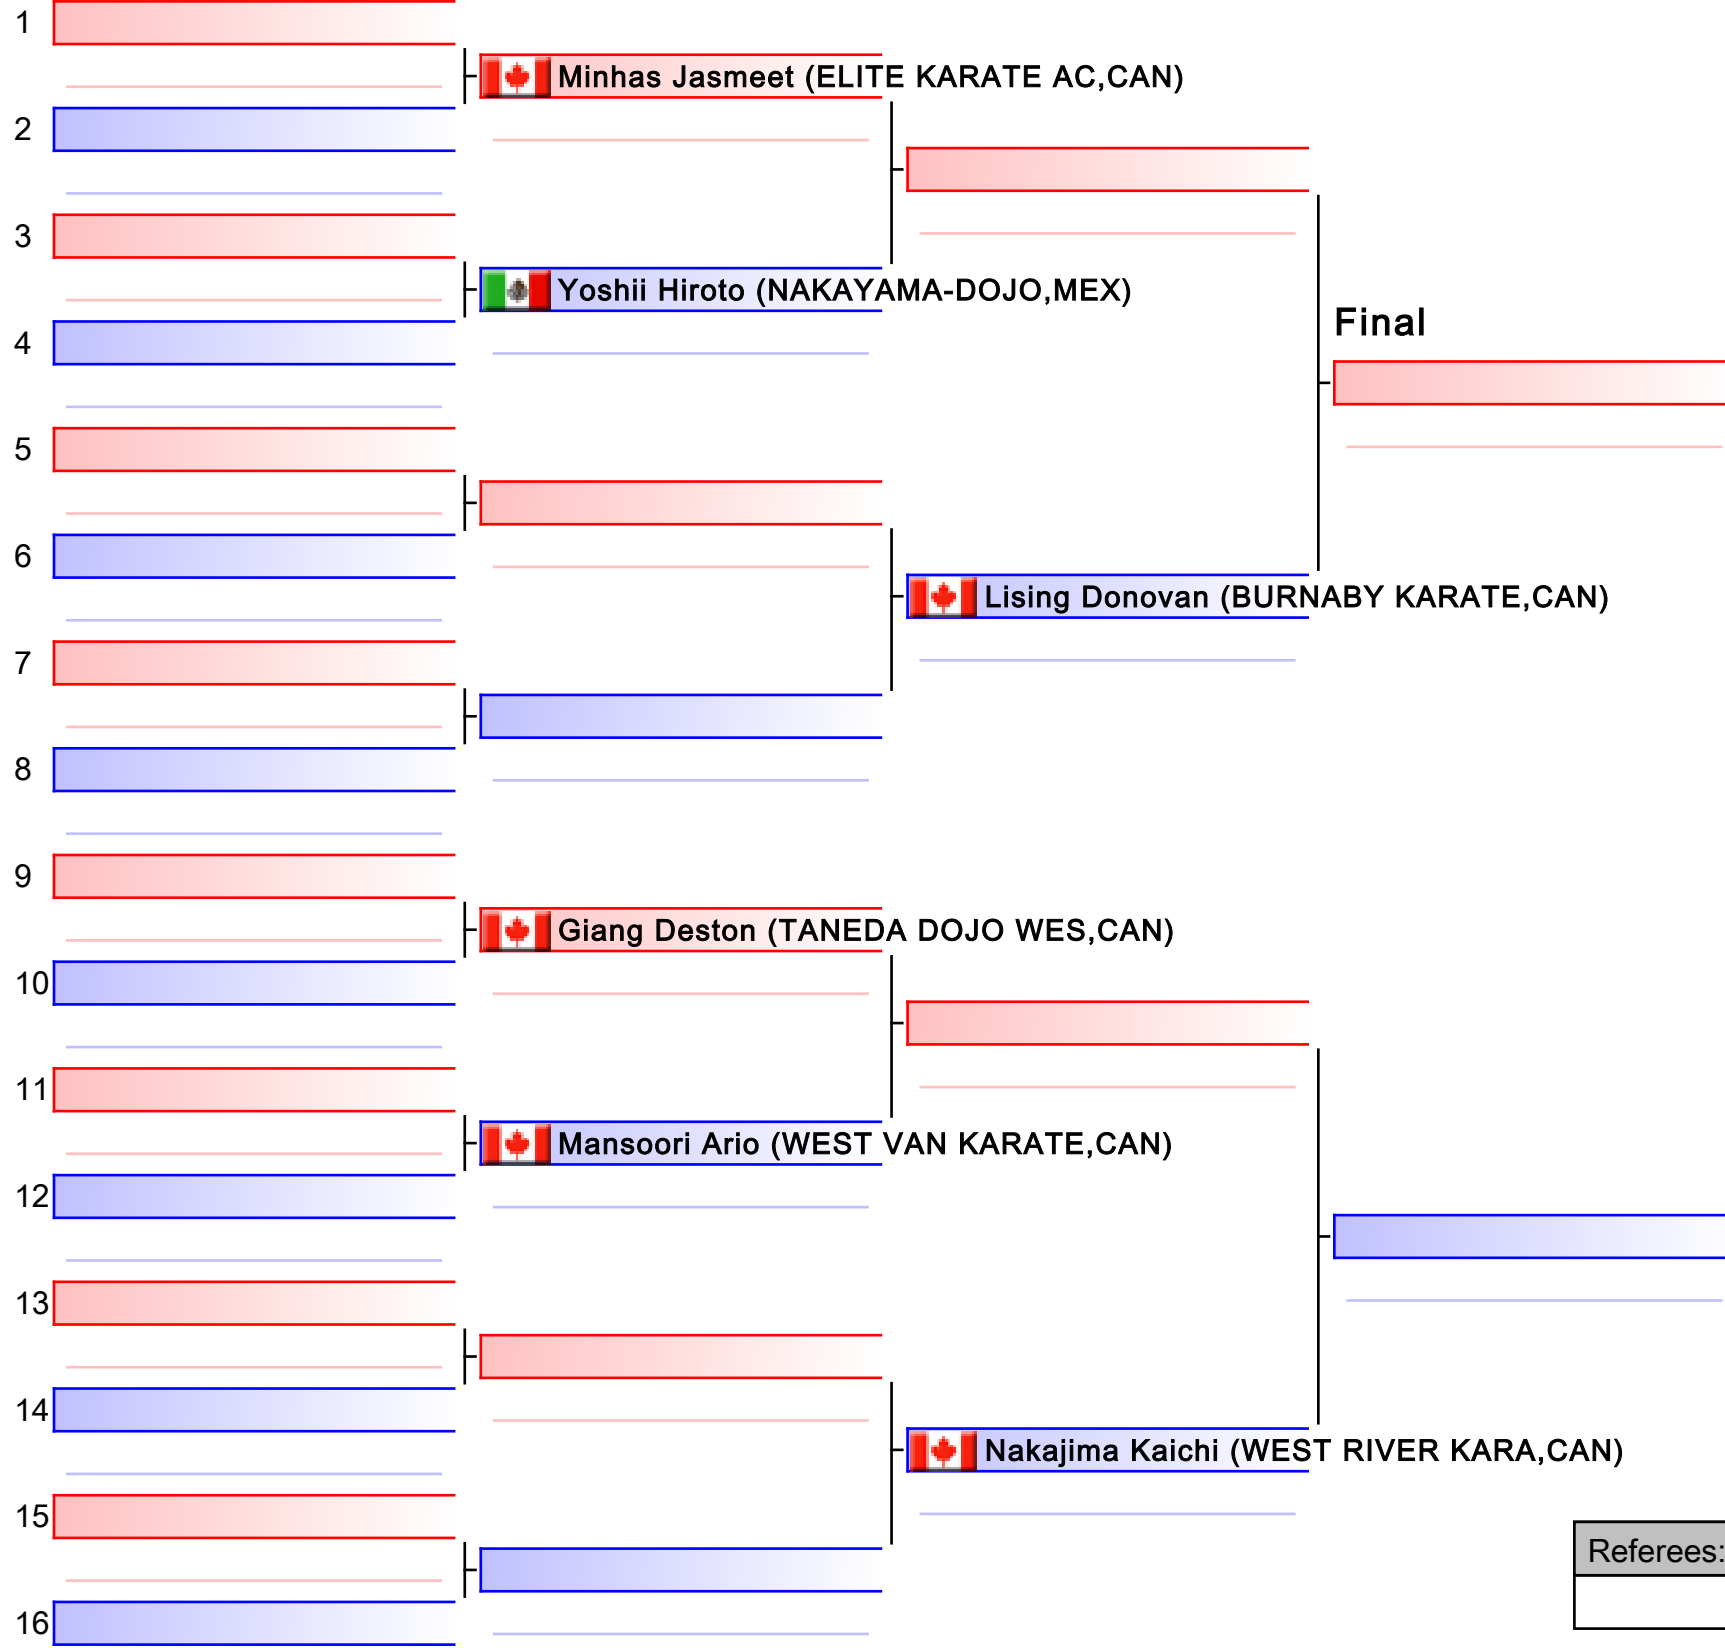 1
Minhas Jasmeet (ELITE KARATE AC,CAN)
2
3
Yoshii Hiroto (NAKAYAMA-DOJO,MEX)
Final
4
5
6
Lising Donovan (BURNABY KARATE,CAN)
7
8
9
Giang Deston (TANEDA DOJO WES,CAN)
10
11
Mansoori Ario (WEST VAN KARATE,CAN)
12
13
14
Nakajima Kaichi (WEST RIVER KARA,CAN)
15
Referees:
16